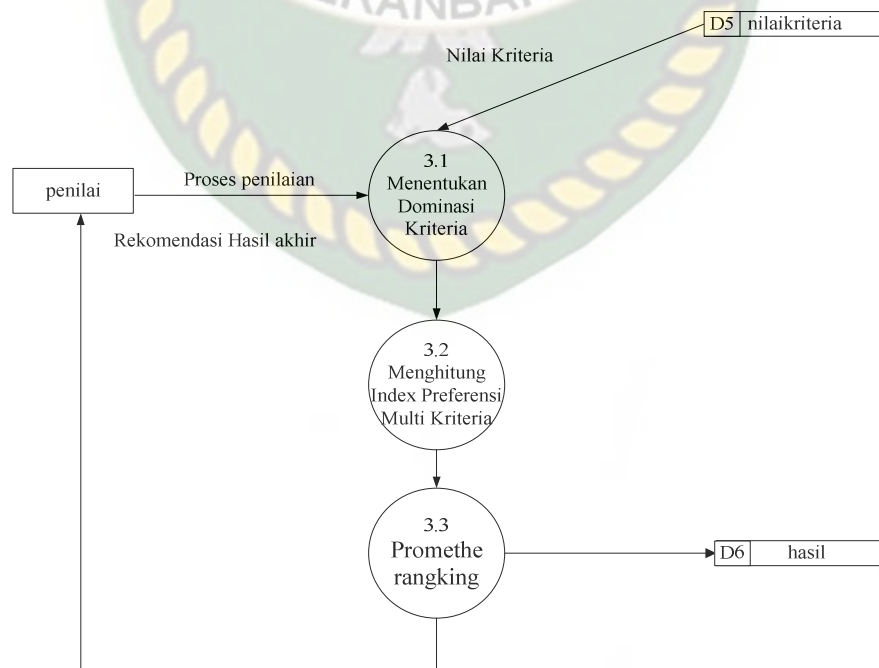 D5 nilaikriteria
Nilai Kriteria
3.1
Menentukan
Dominasi
Kriteria
penilai
Proses penilaian
Rekomendasi Hasil akhir
3.2
Menghitung
Index Preferensi
Multi Kriteria
3.3
Promethe
rangking
D6 hasil